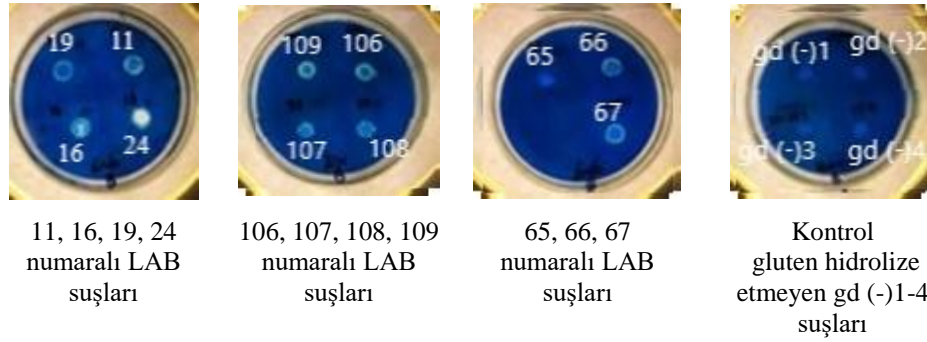 19 11
16 24
109 106
107 108
65 66
67
gd (-)1 gd (-)2
gd (-)3 gd (-)4
11, 16, 19, 24
numaralı LAB
suşları
106, 107, 108, 109
numaralı LAB
suşları
65, 66, 67
numaralı LAB
suşları
Kontrol
gluten hidrolize
etmeyen gd (-)1-4
suşları